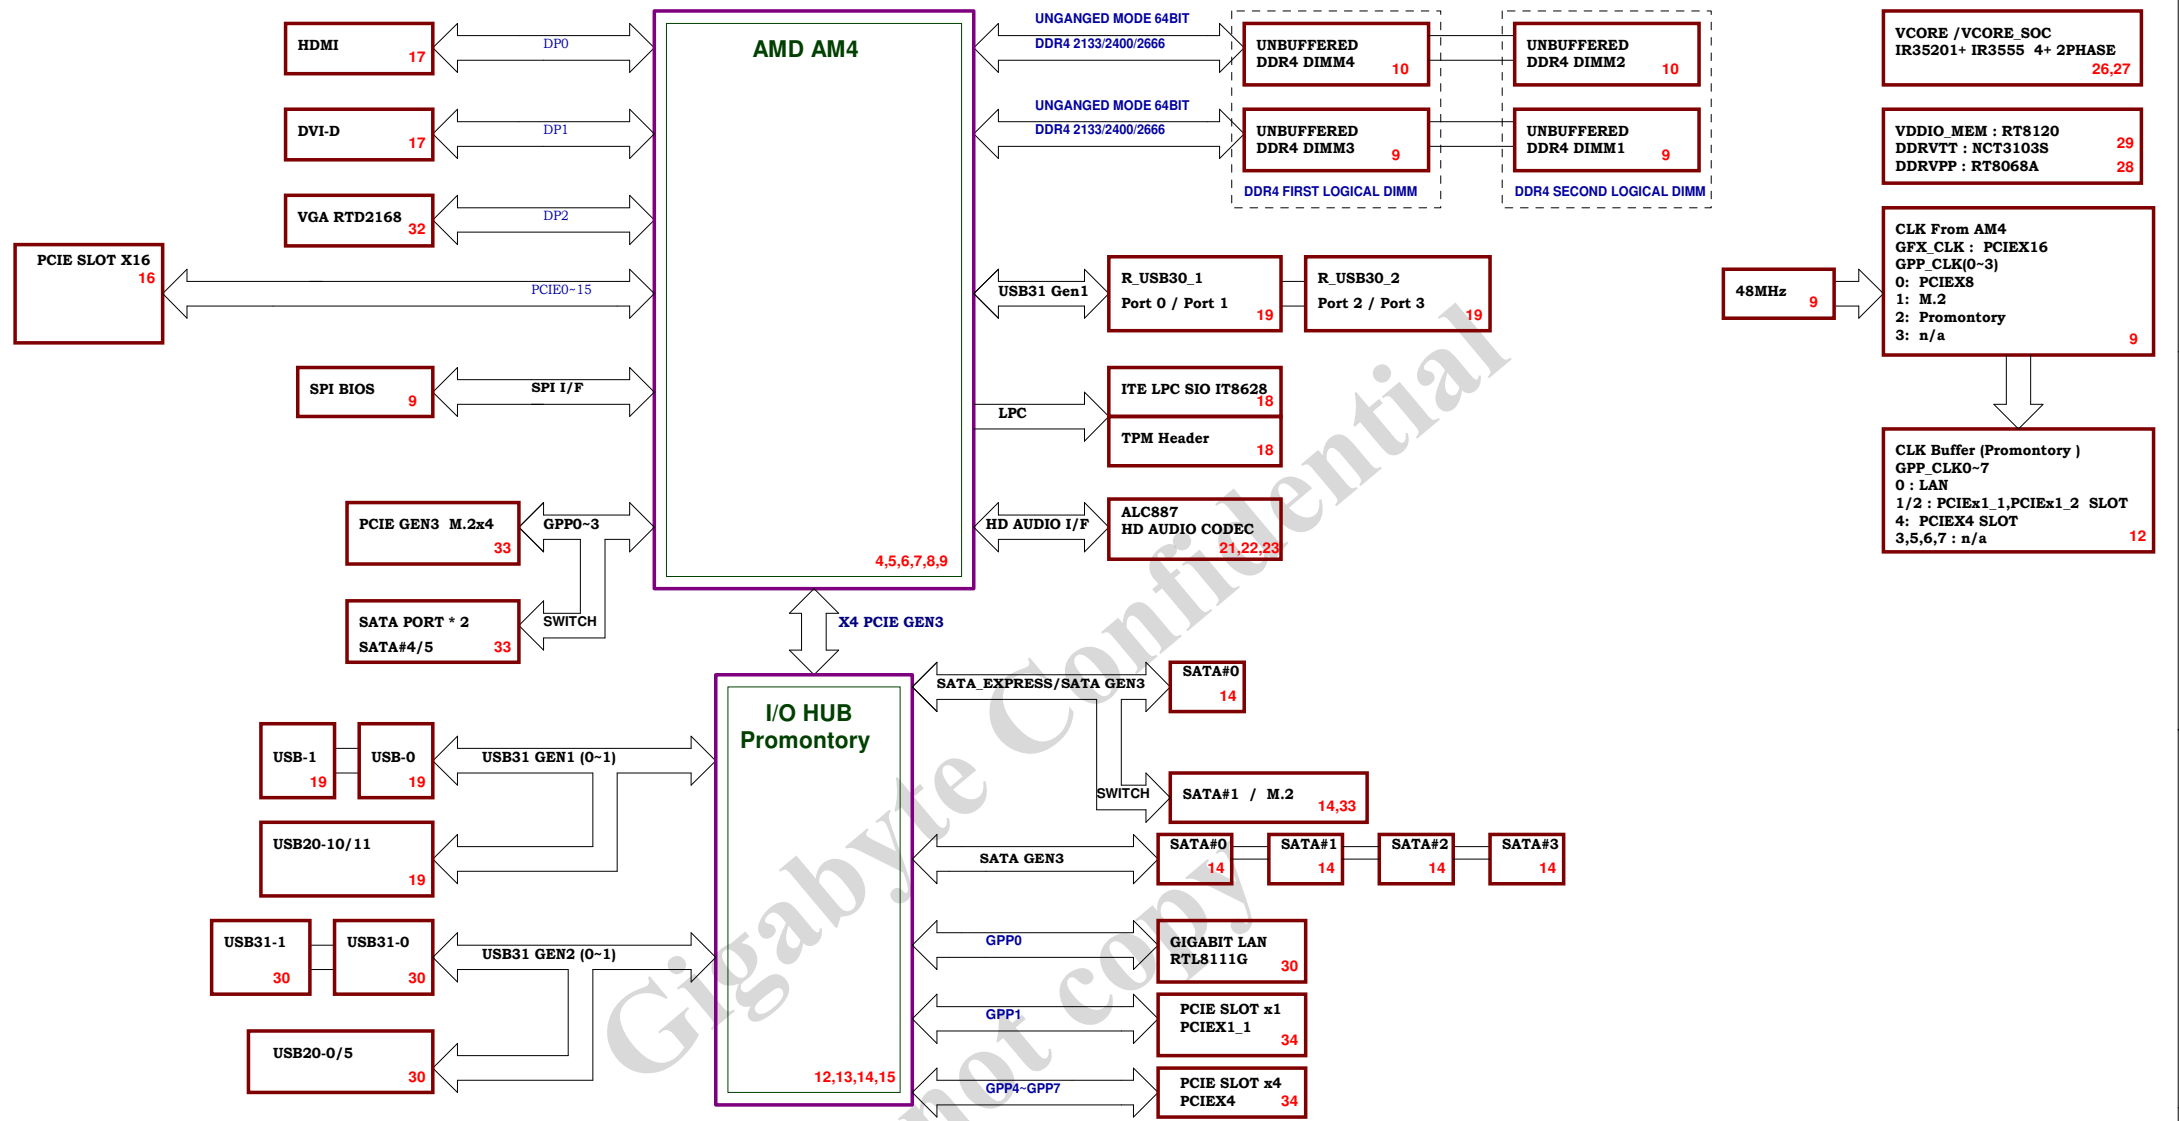 HDMI
17
DP0
DVI-D
17
DP1
VGA RTD2168
32
DP2
PCIE SLOT X16
16
PCIE0~15
SPI BIOS
9
SPI I/F
PCIE GEN3  M.2x4
33
GPP0~3
SATA PORT * 2
SATA#4/5
33
SWITCH
AMD AM4
4,5,6,7,8,9
UNGANGED MODE 64BIT
DDR4 2133/2400/2666
UNBUFFERED
DDR4 DIMM4
10
UNBUFFERED
DDR4 DIMM2
10
UNGANGED MODE 64BIT
DDR4 2133/2400/2666
UNBUFFERED
DDR4 DIMM3
9
UNBUFFERED
DDR4 DIMM1
9
DDR4 FIRST LOGICAL DIMM
DDR4 SECOND LOGICAL DIMM
USB31 Gen1
R_USB30_1
Port 0 / Port 1
19
R_USB30_2
Port 2 / Port 3
19
LPC
ITE LPC SIO IT8628
18
TPM Header
18
HD AUDIO I/F
ALC887
HD AUDIO CODEC
21,22,23
VCORE /VCORE_SOC
IR35201+ IR3555  4+ 2PHASE
26,27
VDDIO_MEM : RT8120
29
DDRVTT : NCT3103S
DDRVPP : RT8068A
28
48MHz
9
CLK From AM4
GFX_CLK :  PCIEX16
GPP_CLK(0~3)
0:  PCIEX8
1:  M.2
2:  Promontory
3:  n/a
9
CLK Buffer (Promontory )
GPP_CLK0~7
0 : LAN
1/2 : PCIEx1_1,PCIEx1_2  SLOT
4:  PCIEX4 SLOT
3,5,6,7 : n/a
12
X4 PCIE GEN3
I/O HUB
Promontory
12,13,14,15
USB-1
19
USB-0
19
USB31 GEN1 (0~1)
USB20-10/11
19
USB31-1
30
USB31-0
30
USB31 GEN2 (0~1)
USB20-0/5
30
SATA_EXPRESS/SATA GEN3
SATA#0
14
SWITCH
SATA#1  /  M.2
14,33
SATA GEN3
SATA#0
14
SATA#1
14
SATA#2
14
SATA#3
14
GPP0
GIGABIT LAN
RTL8111G
30
GPP1
PCIE SLOT x1
PCIEX1_1
34
GPP4~GPP7
PCIE SLOT x4
PCIEX4
34
Gigabyte Confidential
not copy